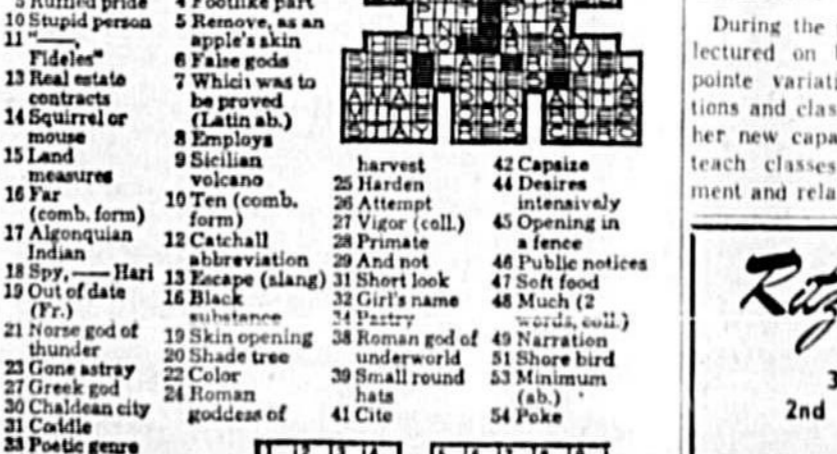 5 Ruffled pride
10 Stupid person
11 "——,
Fideles"
13 Real estate
contracts
14 Squirrel or
mouse
15 Land
measures
16 Far
(comb. form)
17 Algonquian
Indian
18 Spy, —— Hari
19 Out of date
(Fr.)
21 Norse god of
thunder
23 Gone astray
27 Greek god
30 Chaldean city
31 Coddle
33 Poetic genre
4 Footlike part
5 Remove, as an
apple's skin
6 False gods
7 Which was to
be proved
(Latin ab.)
8 Employs
9 Sicilian
volcano
10 Ten (comb.
form)
12 Catchall
abbreviation
13 Escape (slang)
16 Black
substance
19 Skin opening
20 Shade tree
22 Color
24 Roman
goddess of
harvest
25 Harden
26 Attempt
27 Vigor (coll.)
28 Primate
29 And not
31 Short look
32 Girl's name
34 Pastry
38 Roman god of
underworld
39 Small round
hats
41 Cite
42 Capsize
44 Desires
intensively
45 Opening in
a fence
46 Public notices
47 Soft food
48 Much (2
words, coll.)
49 Narration
51 Shore bird
53 Minimum
(ab.)
54 Poke
1 2 3 4
During the
lectured on
pointe variati
tions and clas
her new capa
teach classes
ment and rela
Ritz
3
2nd